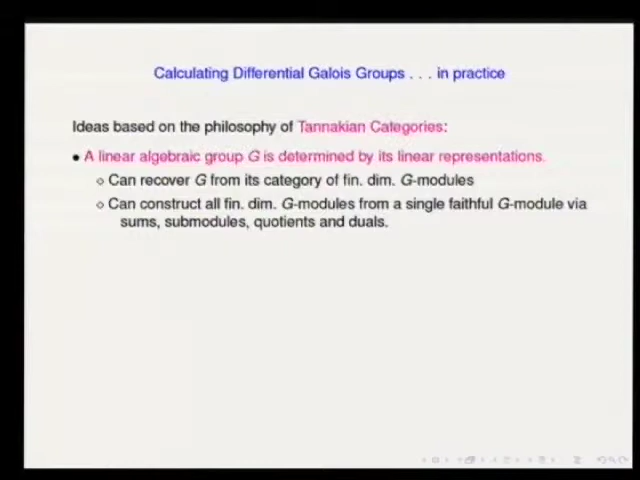 Calculating Differential Galois Groups . . . in practice
Ideas based on the philosophy of Tannakian Categories:
• A linear algebraic group G is determined by its linear representations.
◦ Can recover G from its category of fin. dim. G-modules
◦ Can construct all fin. dim. G-modules from a single faithful G-module via
sums, submodules, quotients and duals.